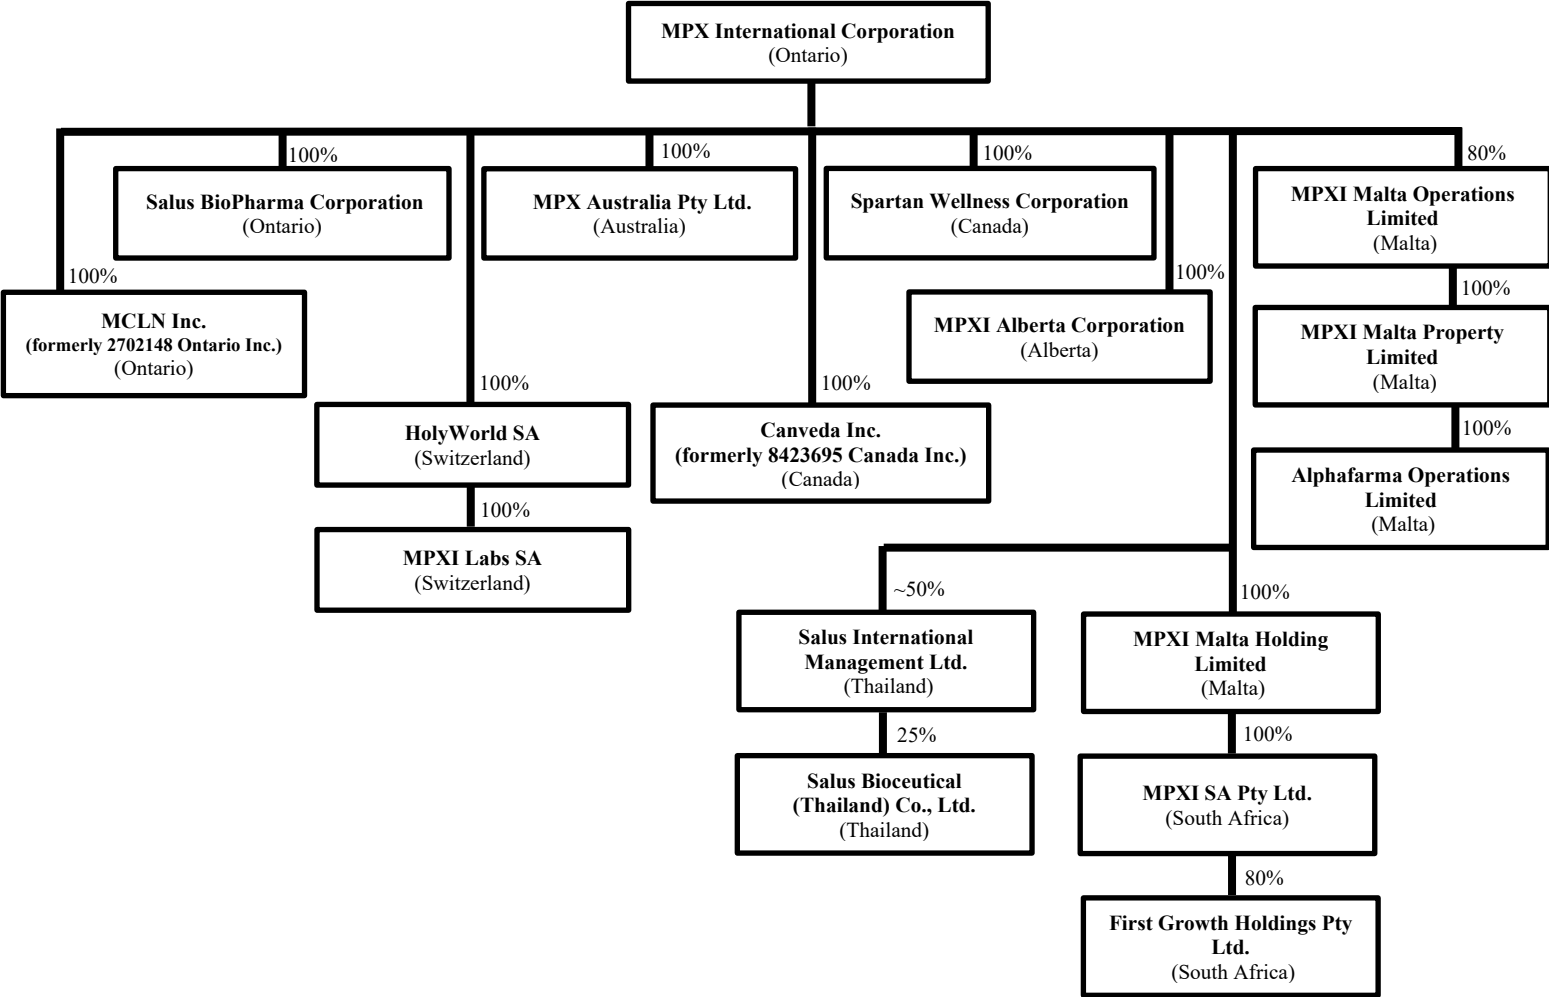 MPX International Corporation
(Ontario)
100%
Salus BioPharma Corporation
(Ontario)
100%
MPX Australia Pty Ltd.
(Australia)
100%
Spartan Wellness Corporation
(Canada)
80%
MPXI Malta Operations
Limited
(Malta)
100%
MCLN Inc.
(formerly 2702148 Ontario Inc.)
(Ontario)
100%
MPXI Alberta Corporation
(Alberta)
100%
MPXI Malta Property
Limited
(Malta)
100%
HolyWorld SA
(Switzerland)
100%
Canveda Inc.
(formerly 8423695 Canada Inc.)
(Canada)
100%
Alphafarma Operations
Limited
(Malta)
100%
MPXI Labs SA
(Switzerland)
~50%
Salus International
Management Ltd.
(Thailand)
100%
MPXI Malta Holding
Limited
(Malta)
25%
Salus Bioceutical
(Thailand) Co., Ltd.
(Thailand)
100%
MPXI SA Pty Ltd.
(South Africa)
80%
First Growth Holdings Pty
Ltd.
(South Africa)